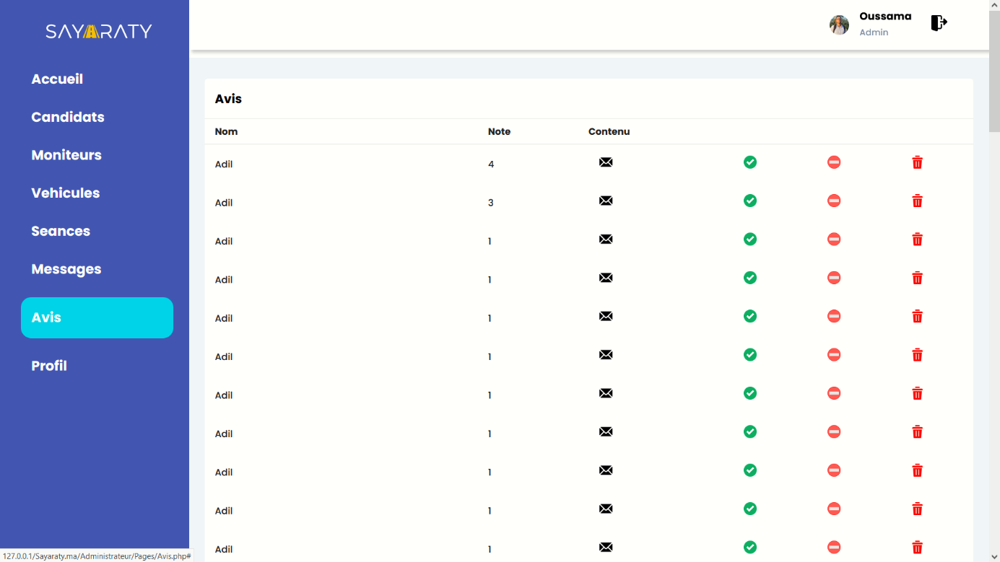 SAYARATY
Oussama
Admin
Accueil
Candidats
Moniteurs
Vehicules
Seances
Messages
Avis
Profil
Avis
Nom Note Contenu
Adil 4
Adil 3
Adil 1
Adil 1
Adil 1
Adil 1
Adil 1
Adil 1
Adil 1
Adil 1
Adil 1
127.0.0.1/Sayaraty.ma/Administrateur/Pages/Avis.php#